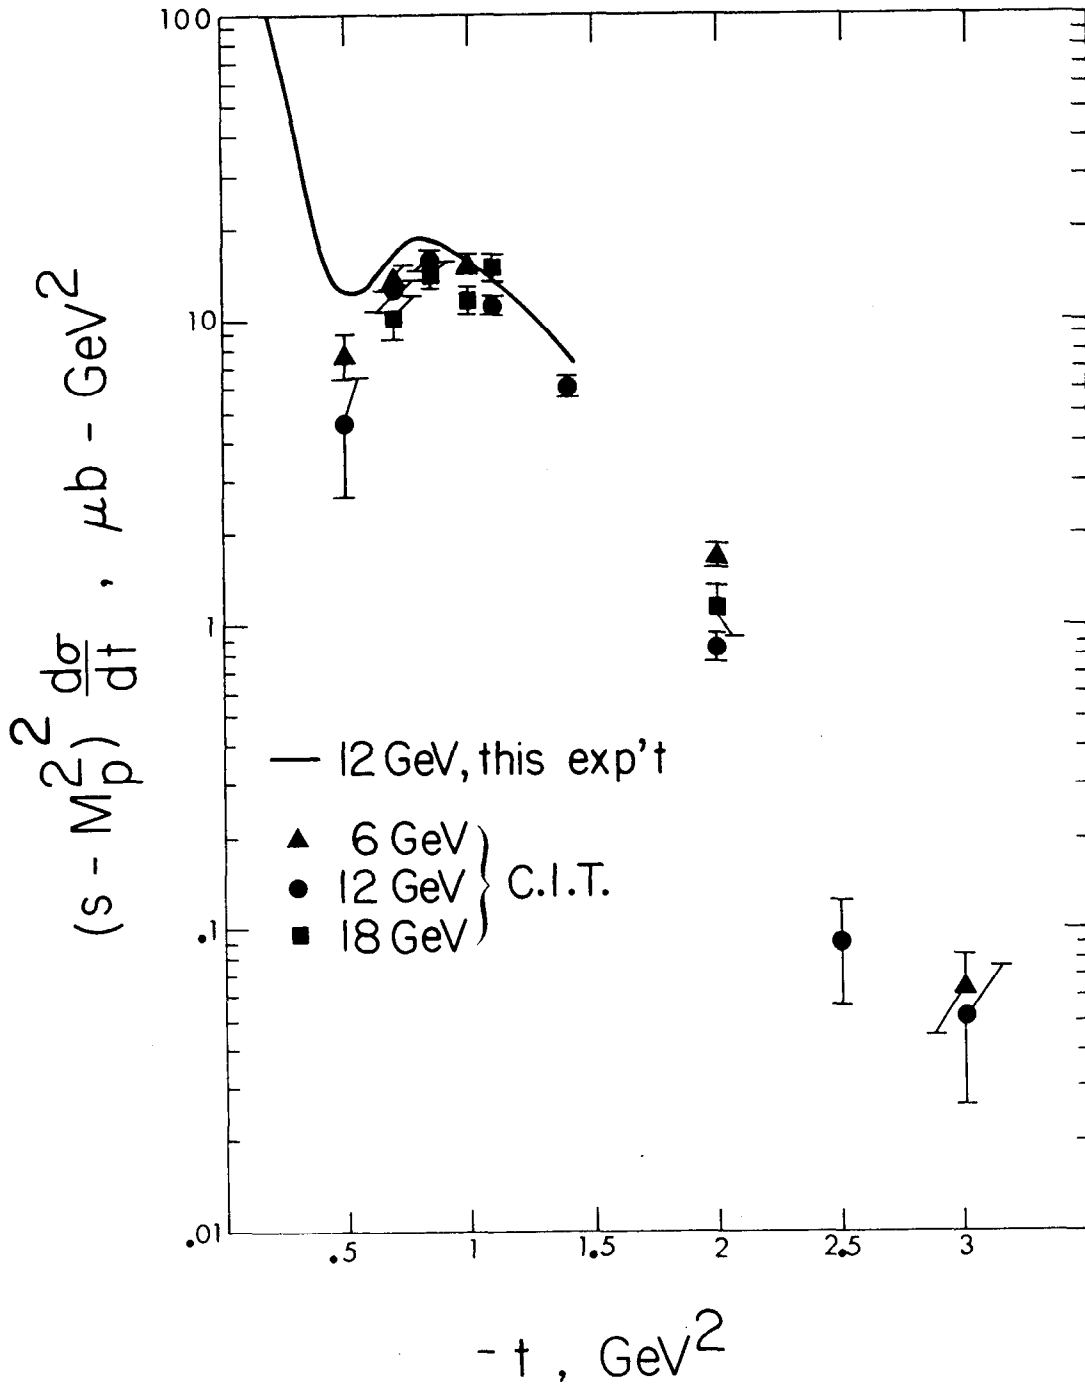 100
10
1
.1
.01
(s - M_p^2)^2 dσ/dt , μb - GeV^2
— 12 GeV, this exp't
▲ 6 GeV
● 12 GeV } C.I.T.
■ 18 GeV
.5 1 1.5 2 2.5 3
-t , GeV^2